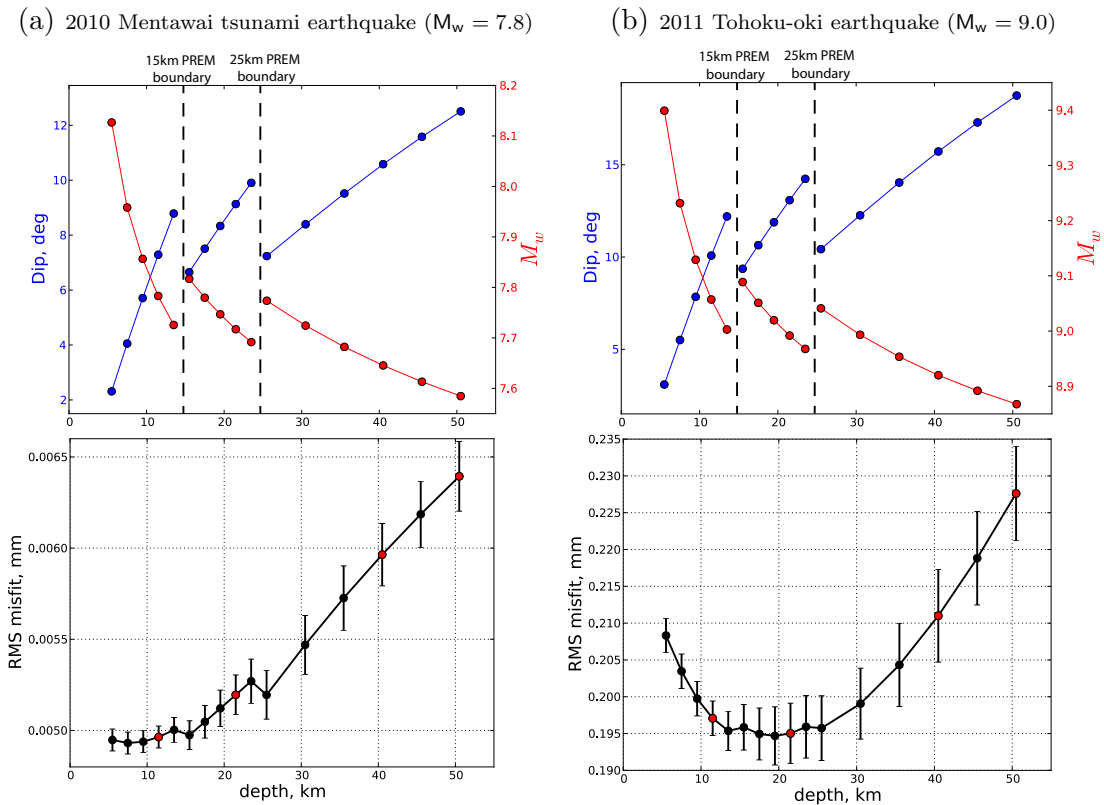 (a) 2010 Mentawai tsunami earthquake (Mw = 7.8)
15km PREM boundary
25km PREM boundary
12
10
8
6
4
2
Dip, deg
8.2
8.1
8.0
7.9
7.8
7.7
7.6
Mw
0 10 20 30 40 50
0.0065
0.0060
0.0055
0.0050
RMS misfit, mm
0 10 20 30 40 50
depth, km
(b) 2011 Tohoku-oki earthquake (Mw = 9.0)
15km PREM boundary
25km PREM boundary
15
10
5
Dip, deg
9.4
9.3
9.2
9.1
9.0
8.9
Mw
0 10 20 30 40 50
0.235
0.230
0.225
0.220
0.215
0.210
0.205
0.200
0.195
0.190
RMS misfit, mm
0 10 20 30 40 50
depth, km